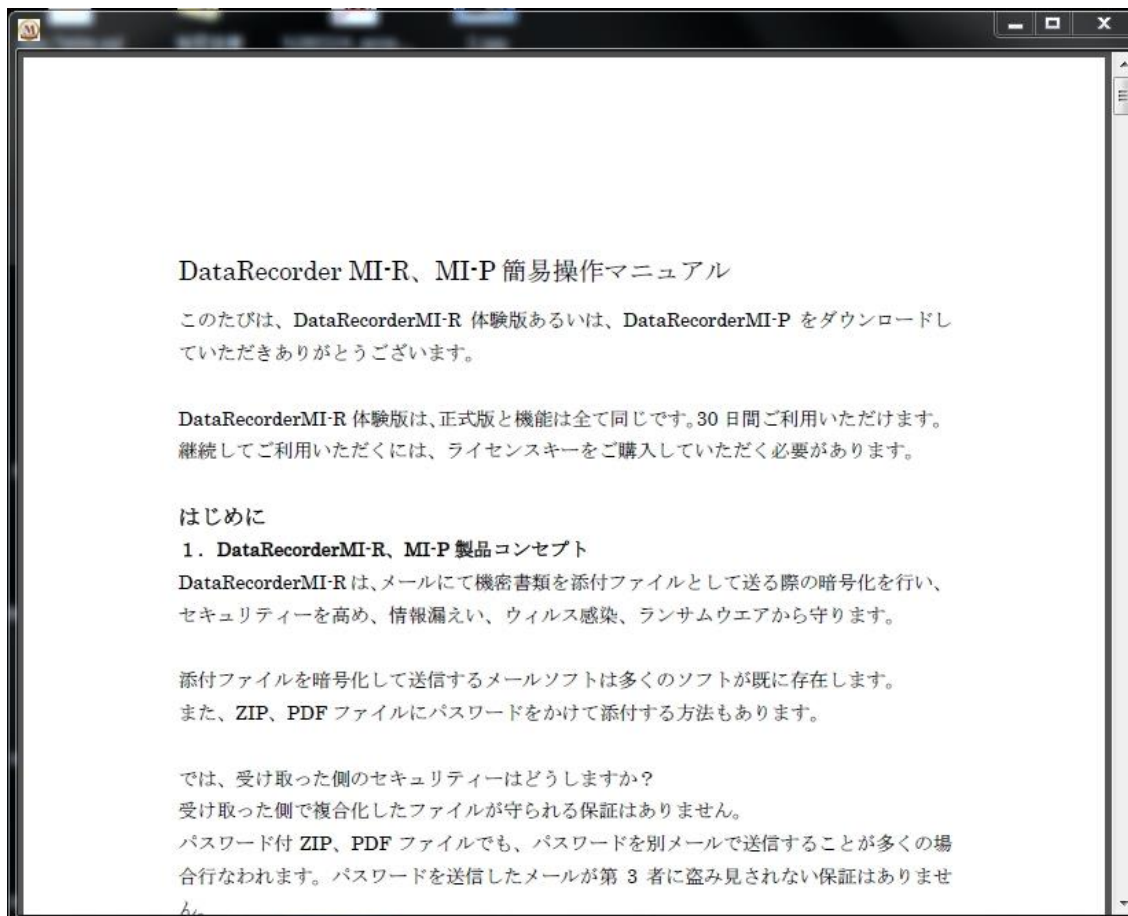 DataRecorder MI-R、MI-P 簡易操作マニュアル
このたびは、DataRecorderMI-R 体験版あるいは、DataRecorderMI-P をダウンロードし
ていただきありがとうございます。
DataRecorderMI-R 体験版は、正式版と機能は全て同じです。30 日間ご利用いただけます。
継続してご利用いただくには、ライセンスキーをご購入していただく必要があります。
はじめに
１．DataRecorderMI-R、MI-P 製品コンセプト
DataRecorderMI-R は、メールにて機密書類を添付ファイルとして送る際の暗号化を行い、
セキュリティーを高め、情報漏えい、ウィルス感染、ランサムウエアから守ります。
添付ファイルを暗号化して送信するメールソフトは多くのソフトが既に存在します。
また、ZIP、PDF ファイルにパスワードをかけて添付する方法もあります。
では、受け取った側のセキュリティーはどうしますか？
受け取った側で複合化したファイルが守られる保証はありません。
パスワード付 ZIP、PDF ファイルでも、パスワードを別メールで送信することが多くの場
合行なわれます。パスワードを送信したメールが第 3 者に盗み見されない保証はありませ
ん。